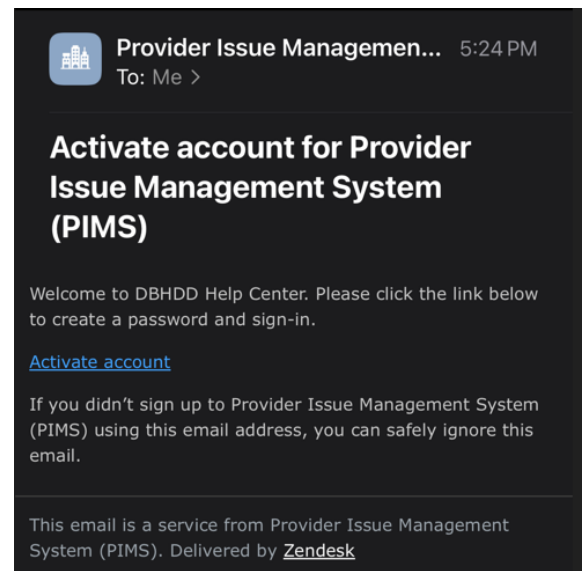 Provider Issue Managemen... 5:24 PM
To: Me >
Activate account for Provider
Issue Management System
(PIMS)
Welcome to DBHDD Help Center. Please click the link below
to create a password and sign-in.
Activate account
If you didn’t sign up to Provider Issue Management System
(PIMS) using this email address, you can safely ignore this
email.
This email is a service from Provider Issue Management
System (PIMS). Delivered by Zendesk